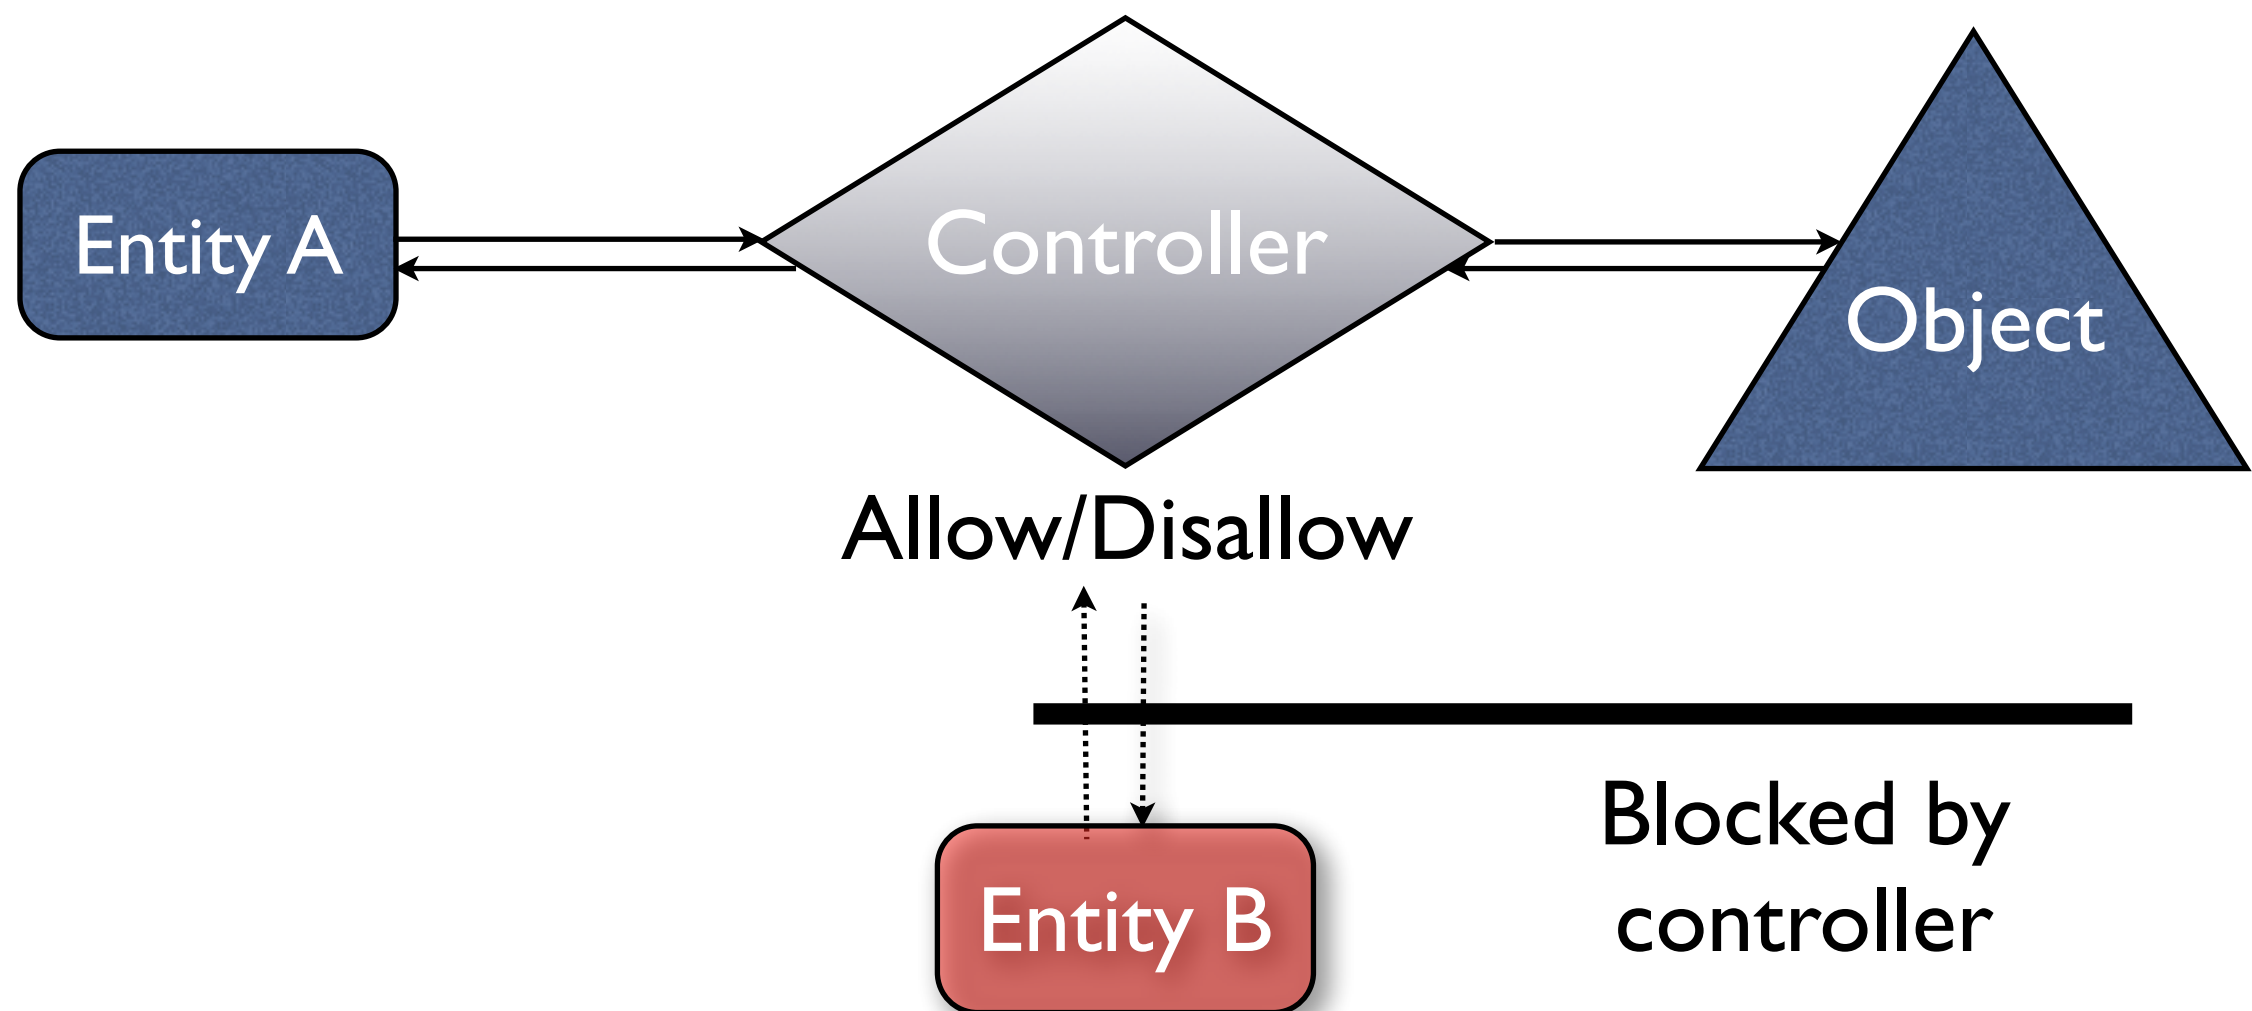 Entity A
Controller
Object
Allow/Disallow
Blocked by
controller
Entity B